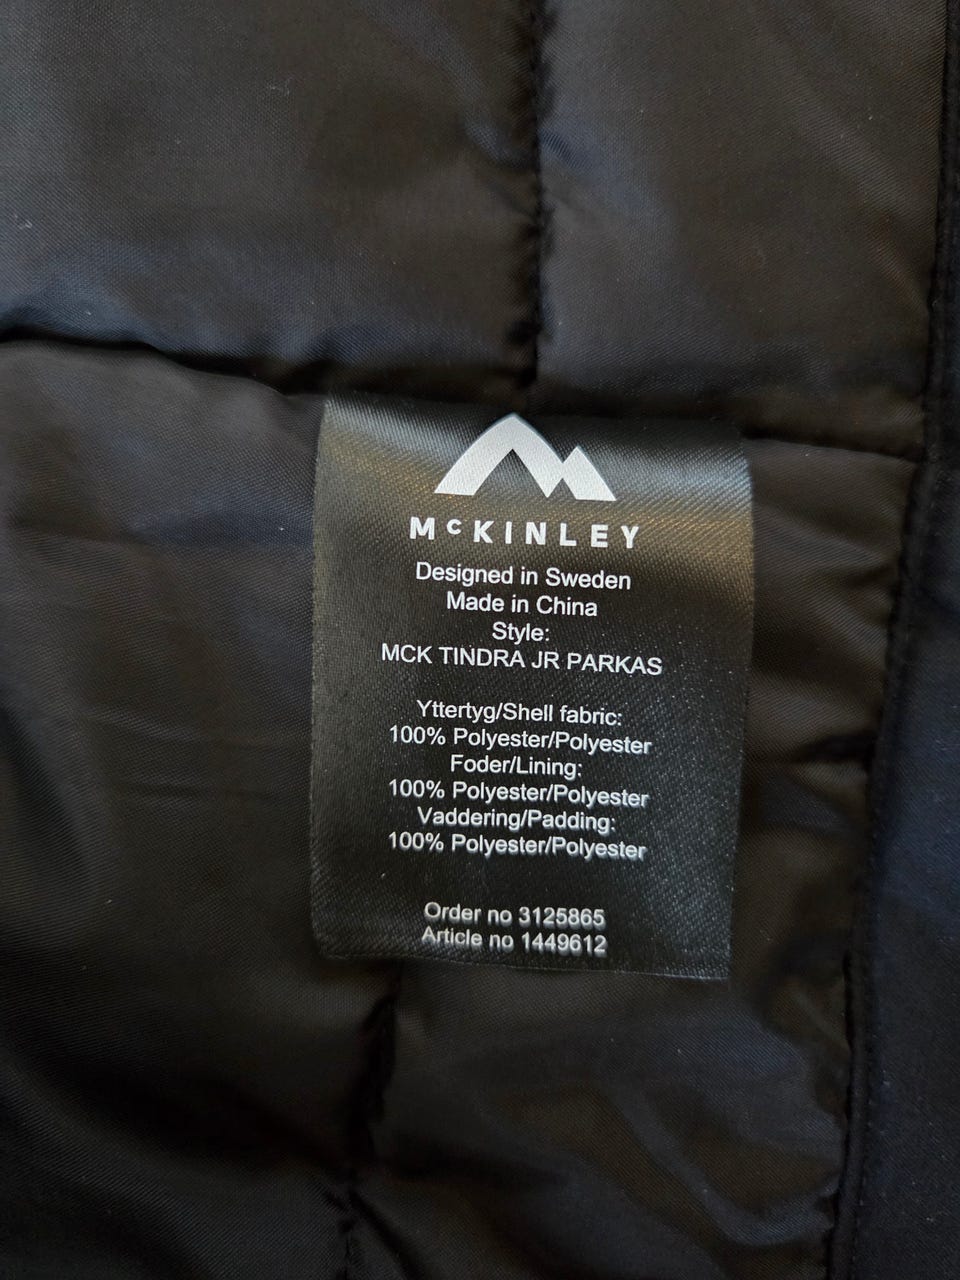 McKINLEY
Designed in Sweden
Made in China
Style:
MCK TINDRA JR PARKAS
Yttertyg/Shell fabric:
100% Polyester/Polyester
Foder/Lining:
100% Polyester/Polyester
Vaddering/Padding:
100% Polyester/Polyester
Order no 3125865
Article no 1449612